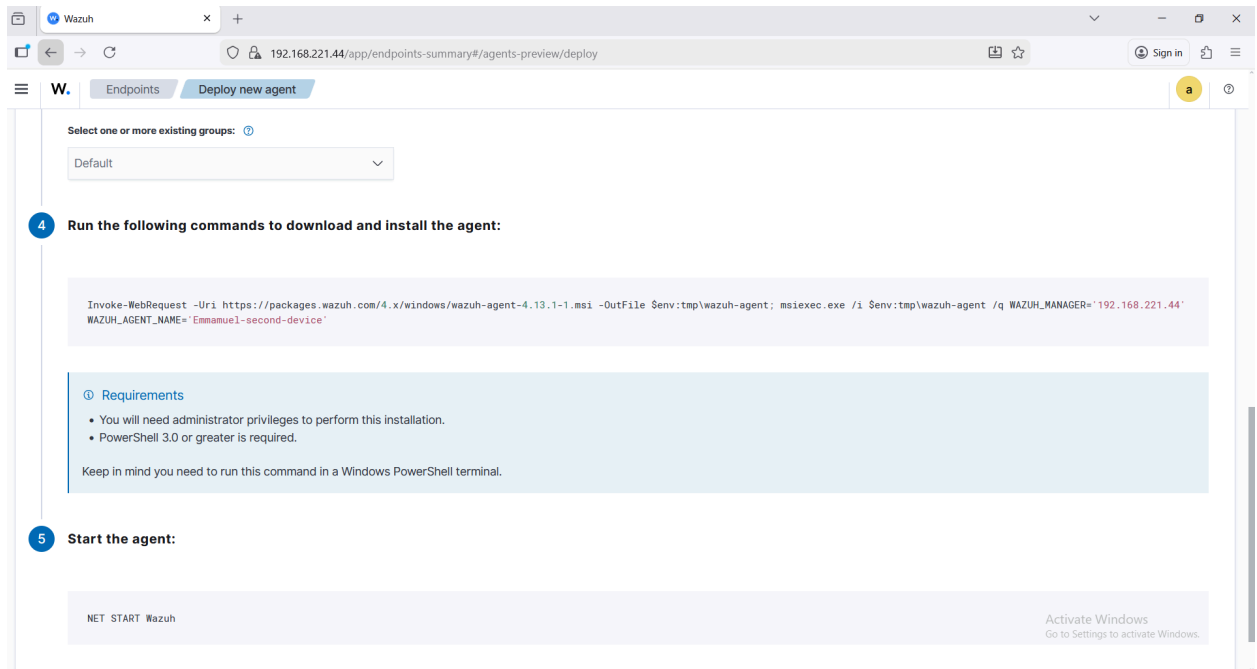 Wazuh
192.168.221.44/app/endpoints-summary#/agents-preview/deploy
Sign in
W. Endpoints Deploy new agent a
Select one or more existing groups:
Default
4 Run the following commands to download and install the agent:
Invoke-WebRequest -Uri https://packages.wazuh.com/4.x/windows/wazuh-agent-4.13.1-1.msi -OutFile $env:tmp\wazuh-agent; msiexec.exe /i $env:tmp\wazuh-agent /q WAZUH_MANAGER='192.168.221.44'
WAZUH_AGENT_NAME='Emmamuel-second-device'
Requirements
• You will need administrator privileges to perform this installation.
• PowerShell 3.0 or greater is required.
Keep in mind you need to run this command in a Windows PowerShell terminal.
5 Start the agent:
NET START Wazuh
Activate Windows
Go to Settings to activate Windows.